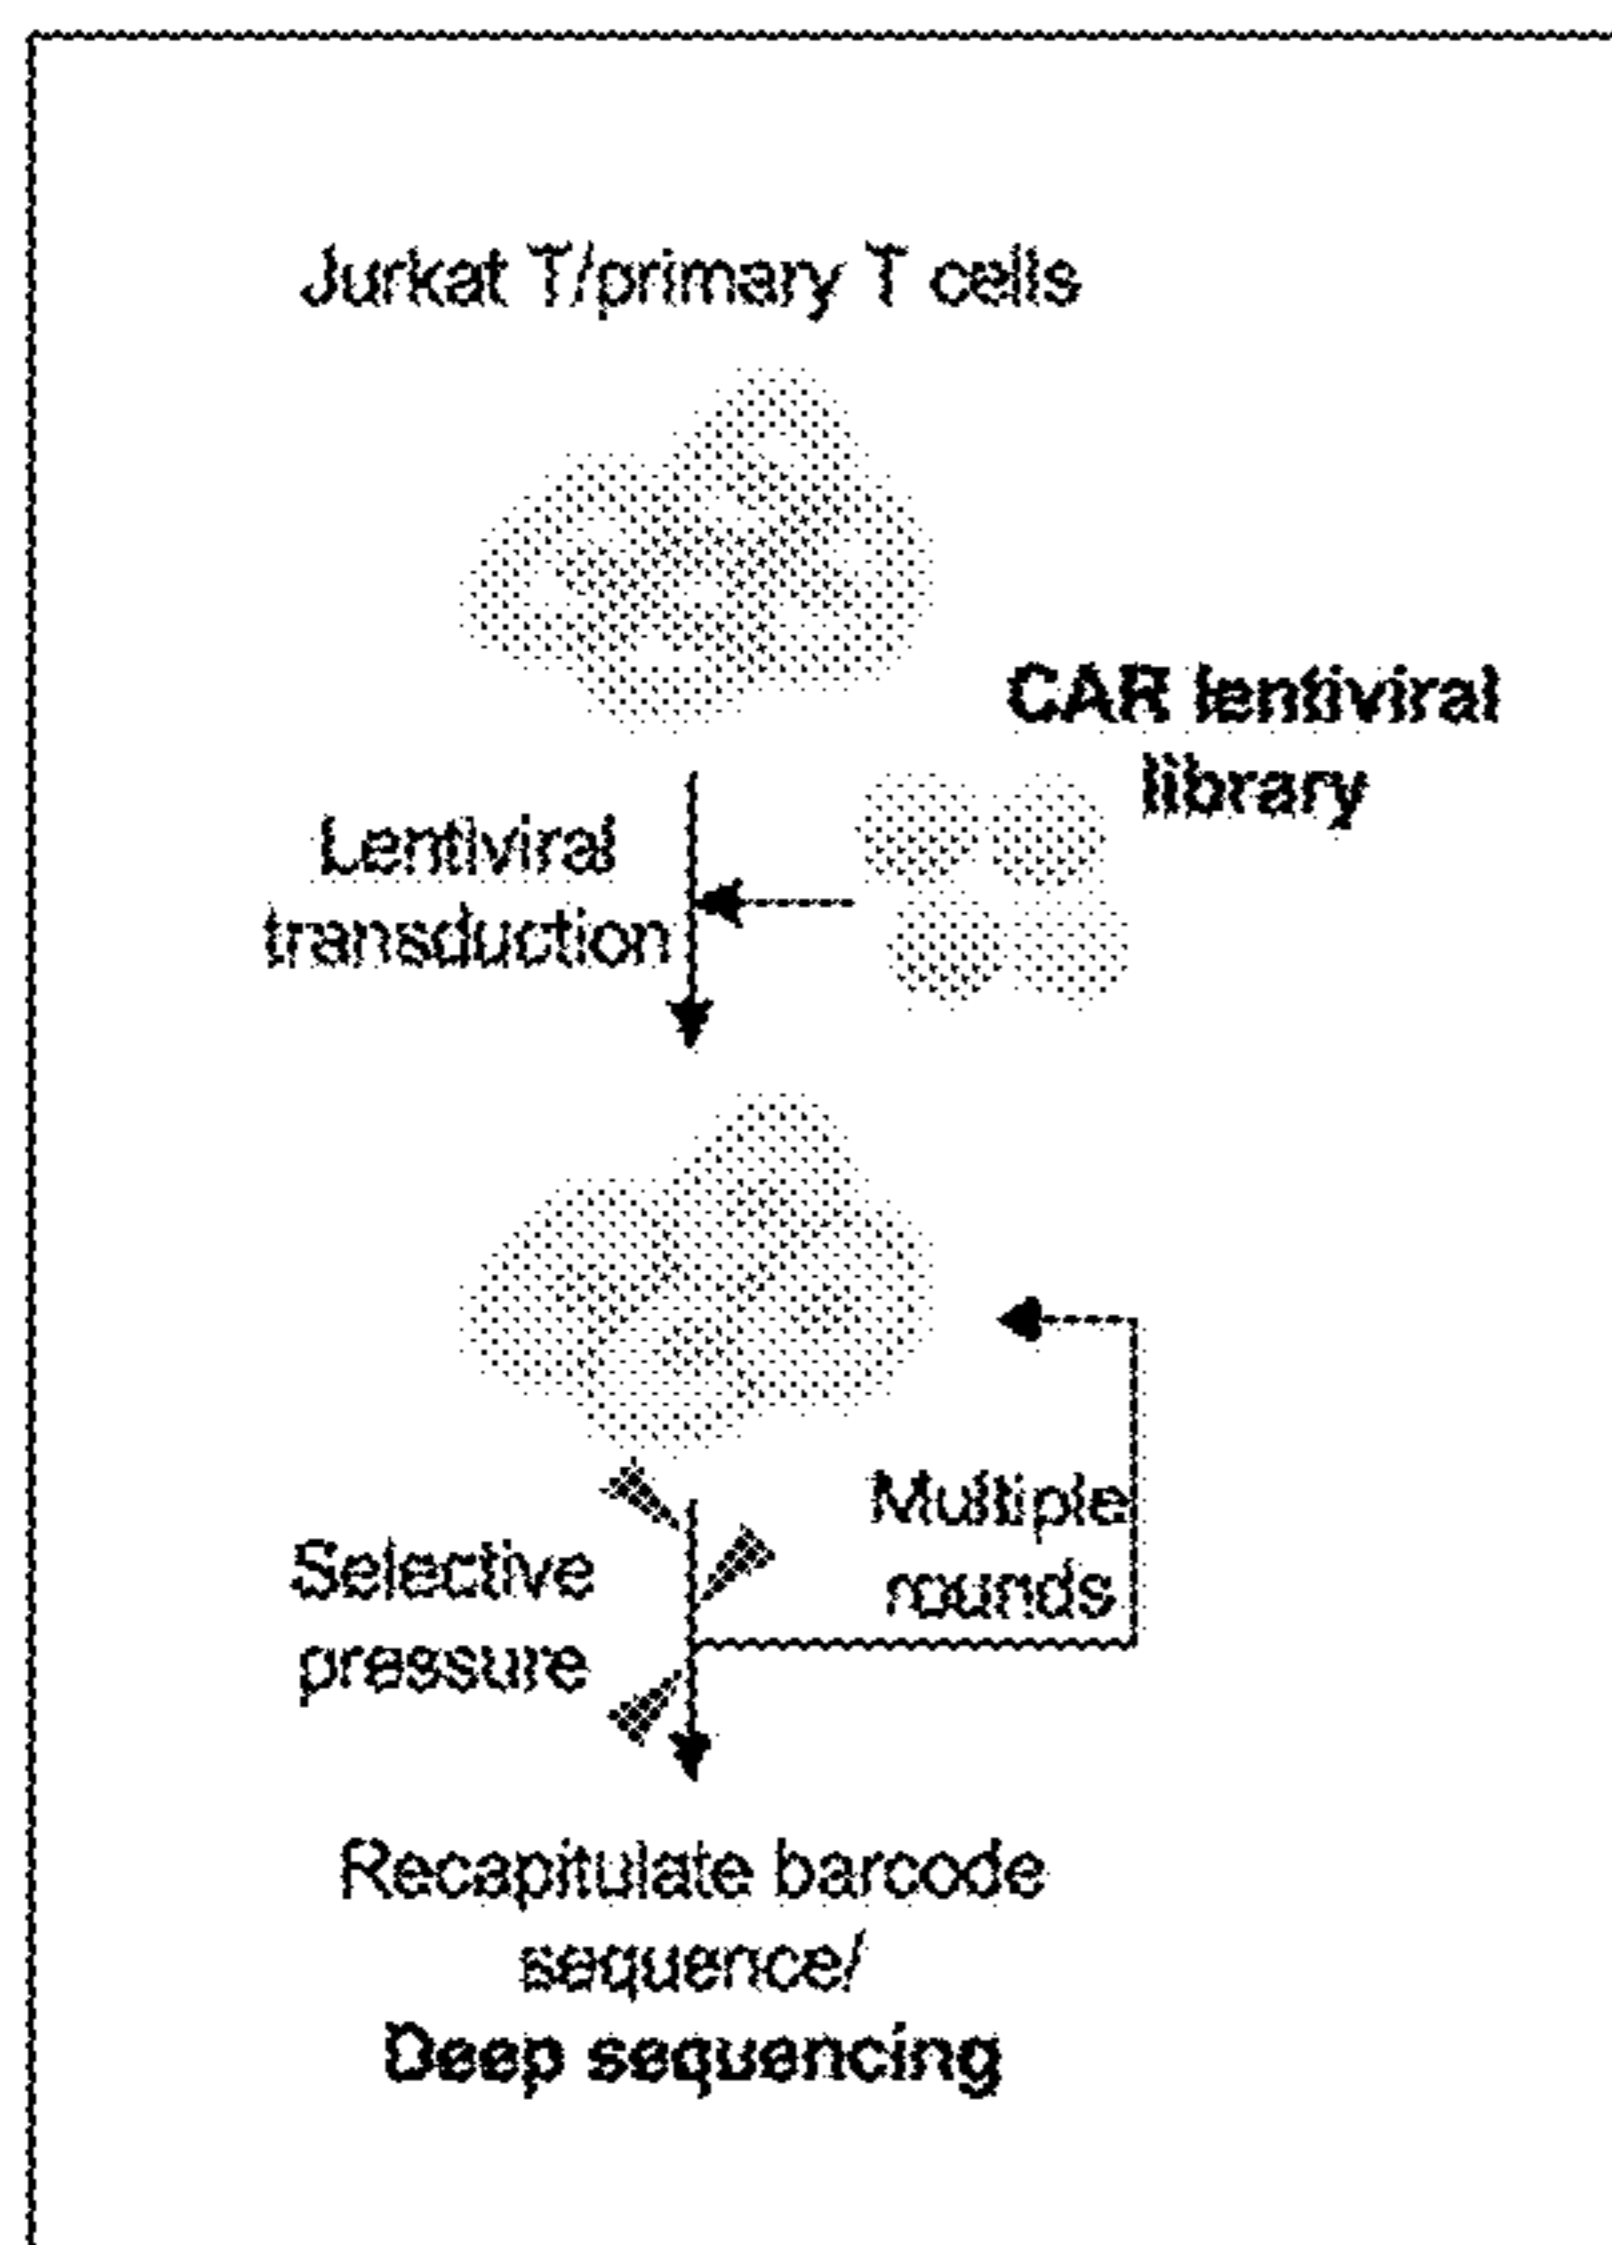 Jurkat T/primary T cells
CAR lentiviral
library
Lentiviral
transduction
Multiple
rounds
Selective
pressure
Recapitulate barcode
sequence/
Deep sequencing